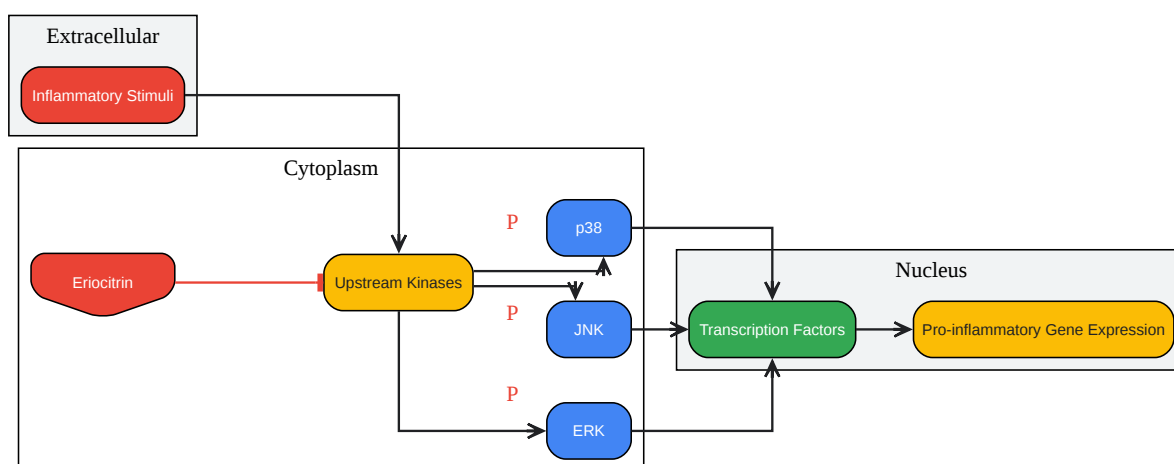 Extracellular
Inflammatory Stimuli
Cytoplasm
P
p38
Eriocitrin
Upstream Kinases
Nucleus
P
JNK
Transcription Factors
Pro-inflammatory Gene Expression
P
ERK